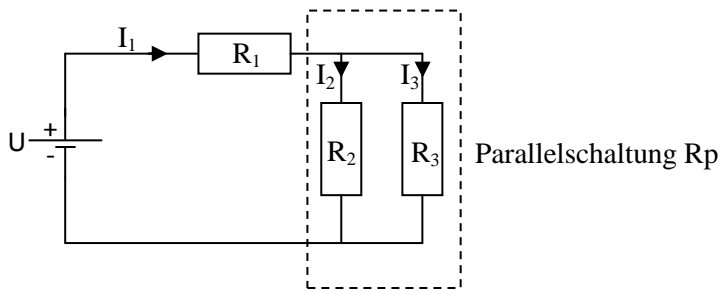 I₁
R₁
I₂
I₃
U
+
-
R₂
R₃
Parallelschaltung Rp